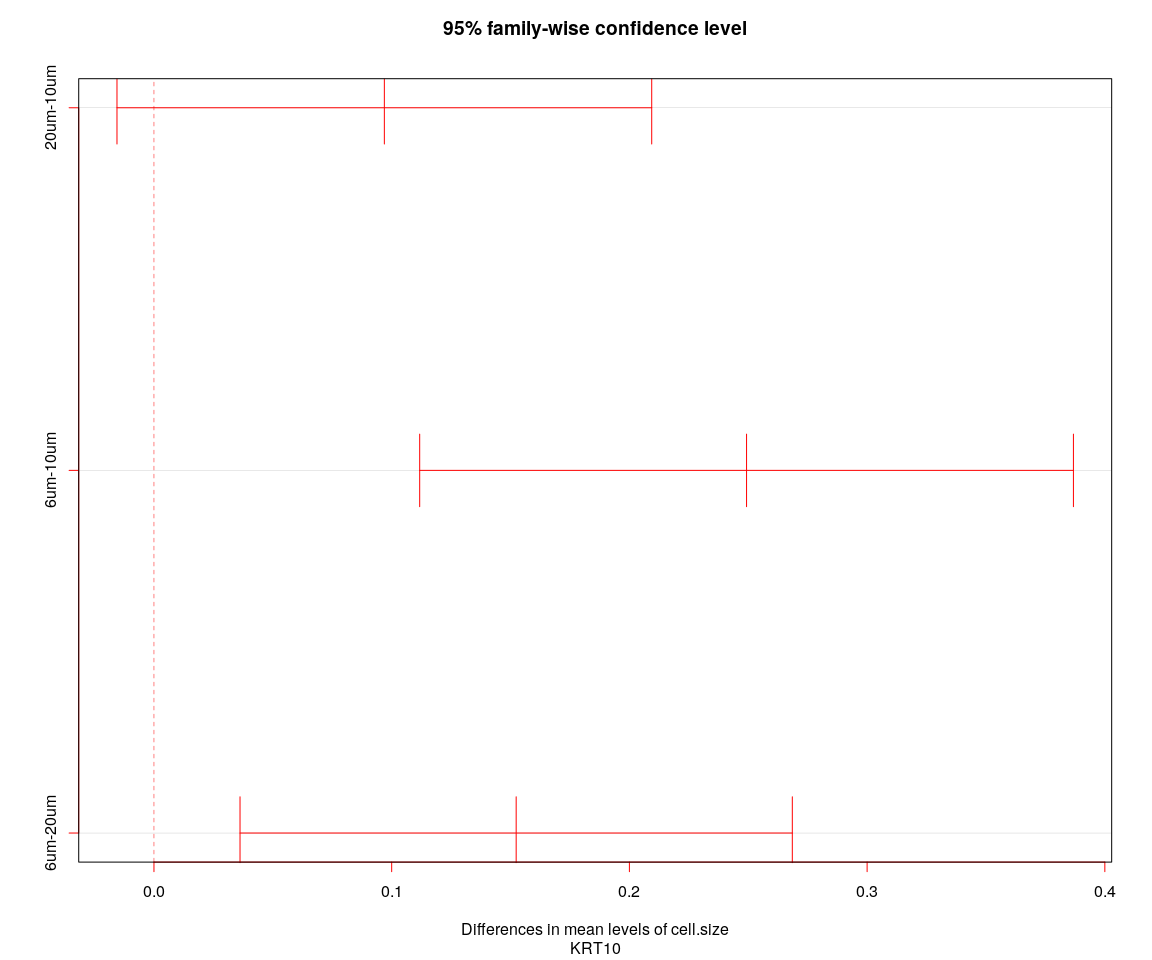 95% family-wise confidence level
20um-10um
6um-10um
6um-20um
0.0 0.1 0.2 0.3 0.4
Differences in mean levels of cell.size
KRT10